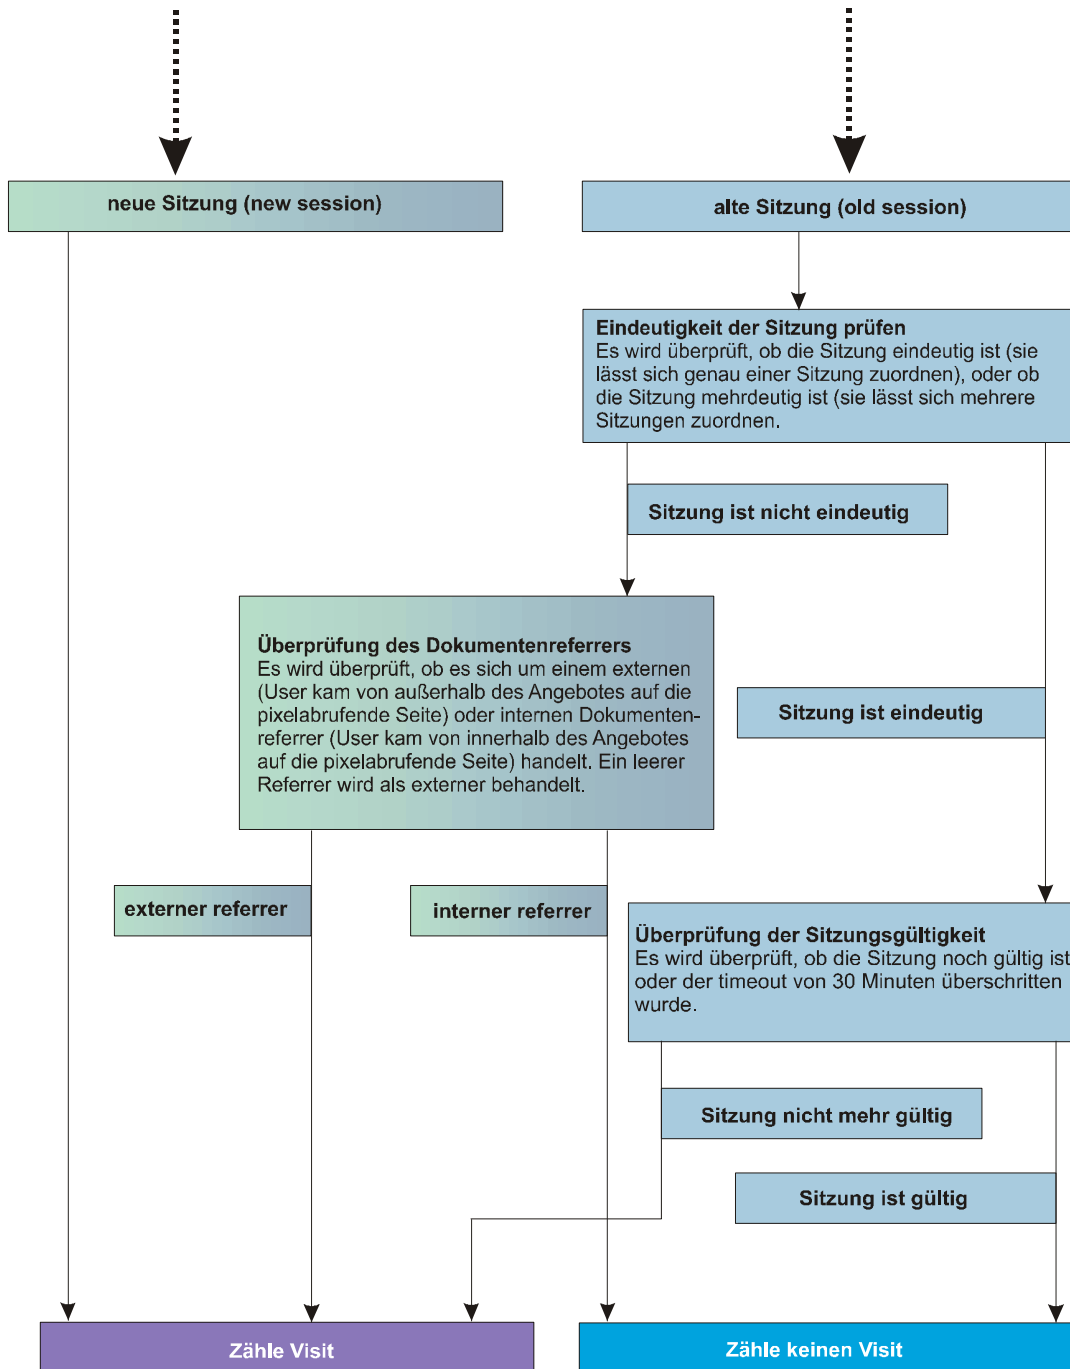 neue Sitzung (new session)
alte Sitzung (old session)
Eindeutigkeit der Sitzung prüfen
Es wird überprüft, ob die Sitzung eindeutig ist (sie
lässt sich genau einer Sitzung zuordnen), oder ob
die Sitzung mehrdeutig ist (sie lässt sich mehrere
Sitzungen zuordnen.
Sitzung ist nicht eindeutig
Überprüfung des Dokumentenreferrers
Es wird überprüft, ob es sich um einem externen
(User kam von außerhalb des Angebotes auf die
pixelabrufende Seite) oder internen Dokumenten-
referrer (User kam von innerhalb des Angebotes
auf die pixelabrufende Seite) handelt. Ein leerer
Referrer wird als externer behandelt.
Sitzung ist eindeutig
externer referrer
interner referrer
Überprüfung der Sitzungsgültigkeit
Es wird überprüft, ob die Sitzung noch gültig ist
oder der timeout von 30 Minuten überschritten
wurde.
Sitzung nicht mehr gültig
Sitzung ist gültig
Zähle Visit
Zähle keinen Visit